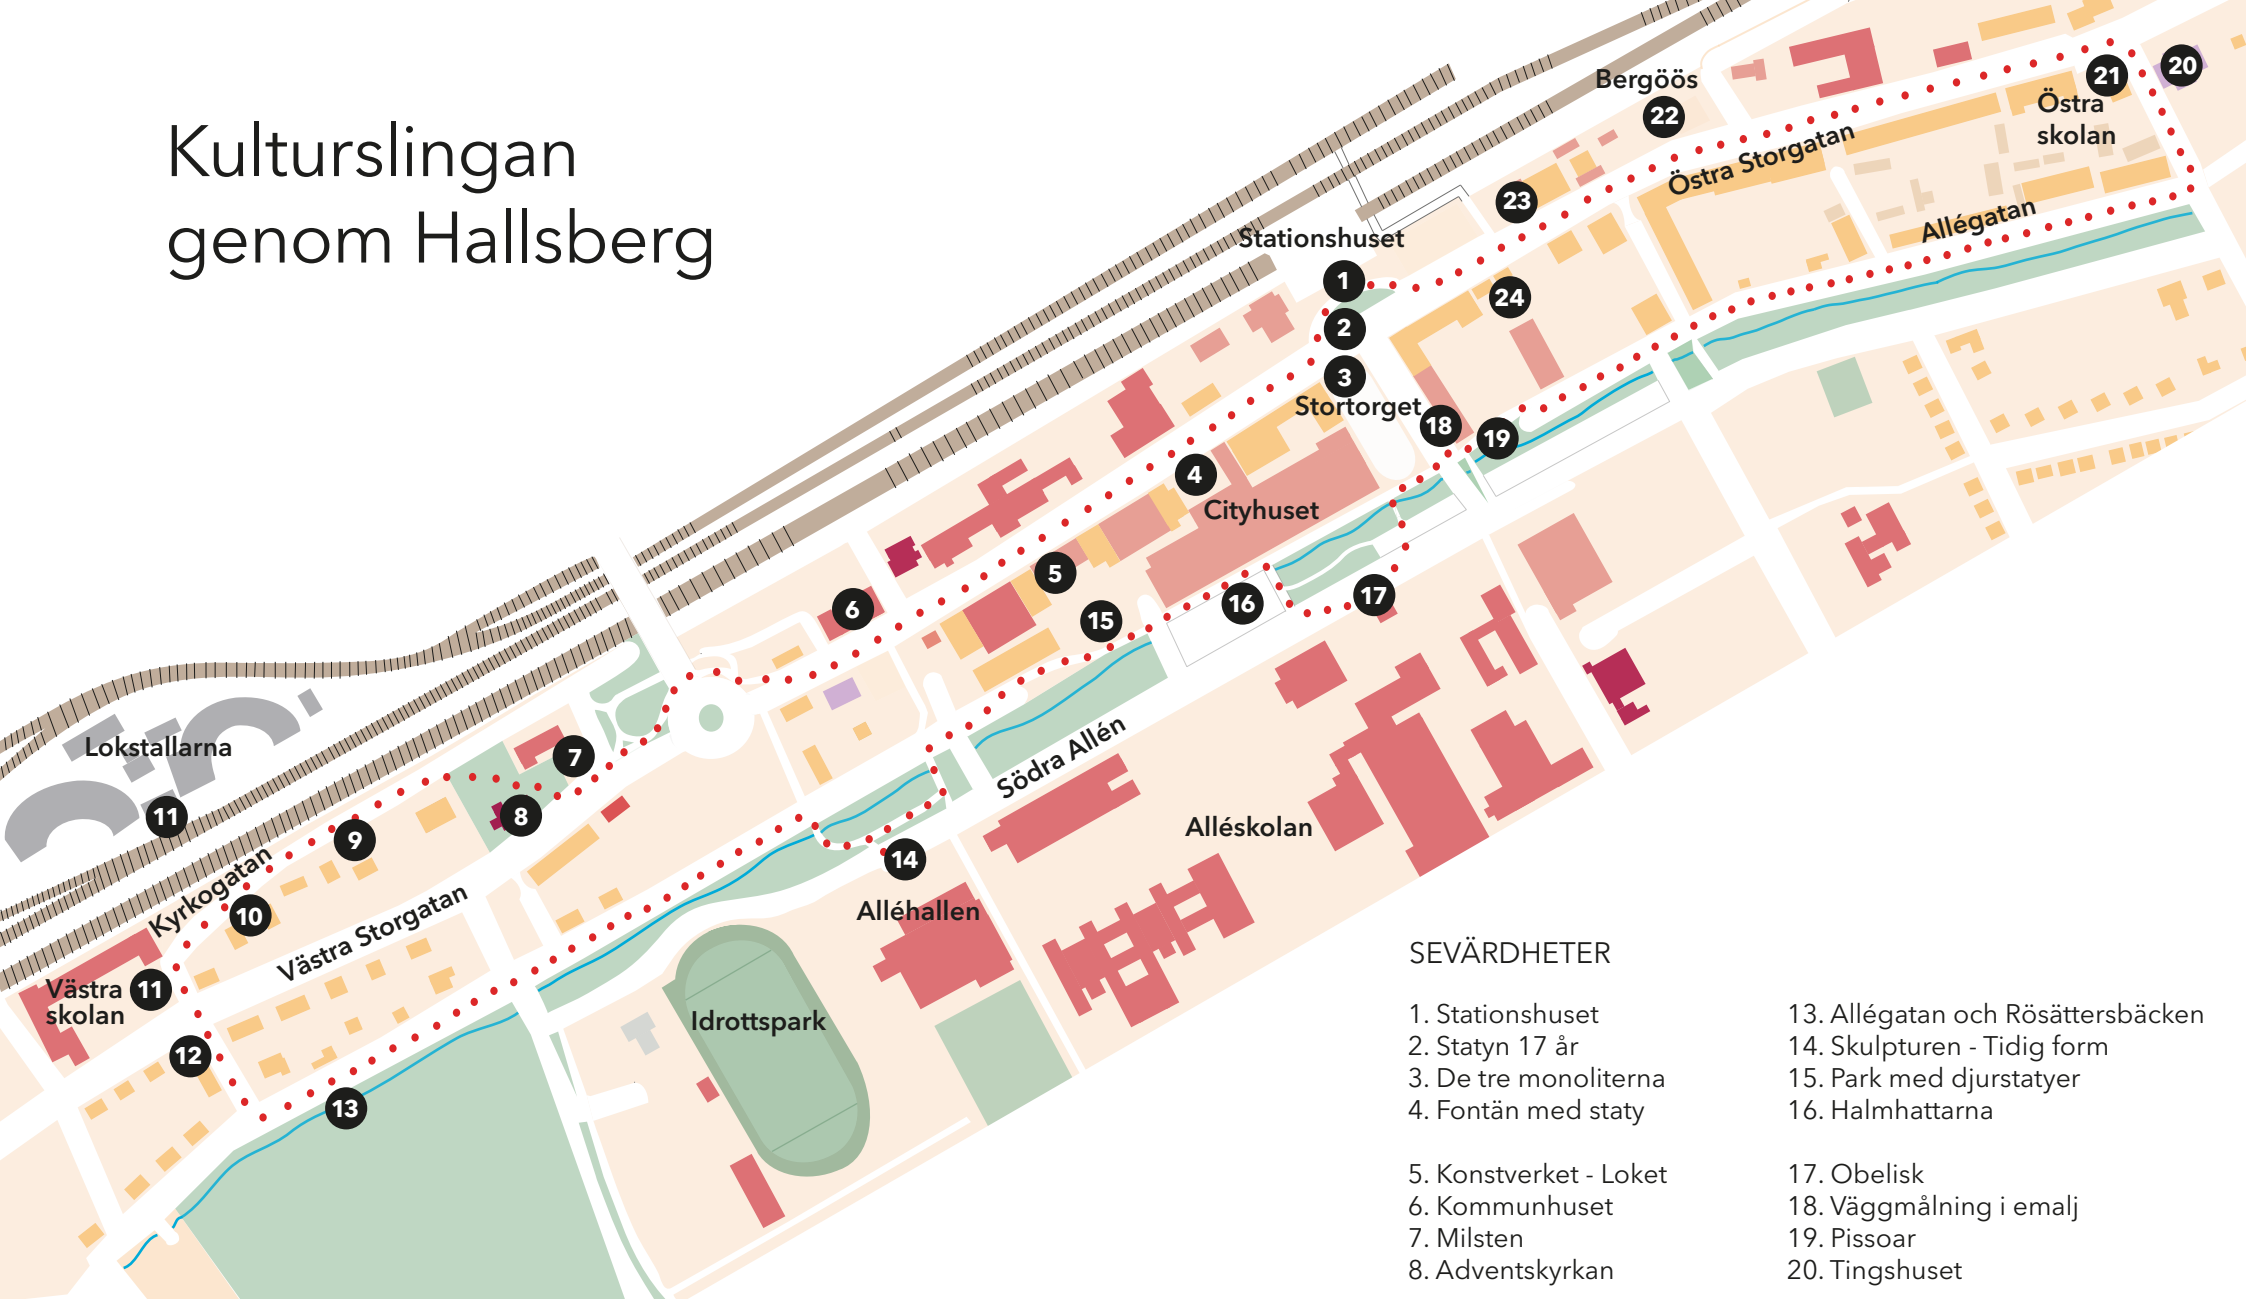 Kulturslingan
genom Hallsberg
Bergöös
22
21
20
Östra
skolan
Östra Storgatan
23
Allégatan
Stationshuset
1
2
24
3
Stortorget
18
19
4
Cityhuset
5
6
15
16
17
Södra Allén
Lokstallarna
7
11
8
9
Kyrkogatan
10
Västra Storgatan
14
Alléskolan
Alléhallen
Västra
skolan
11
12
13
Idrottspark
SEVÄRDHETER
1. Stationshuset
2. Statyn 17 år
3. De tre monoliterna
4. Fontän med staty
5. Konstverket - Loket
6. Kommunhuset
7. Milsten
8. Adventskyrkan
13. Allégatan och Rösättersbäcken
14. Skulpturen - Tidig form
15. Park med djurstatyer
16. Halmhattarna
17. Obelisk
18. Väggmålning i emalj
19. Pissoar
20. Tingshuset